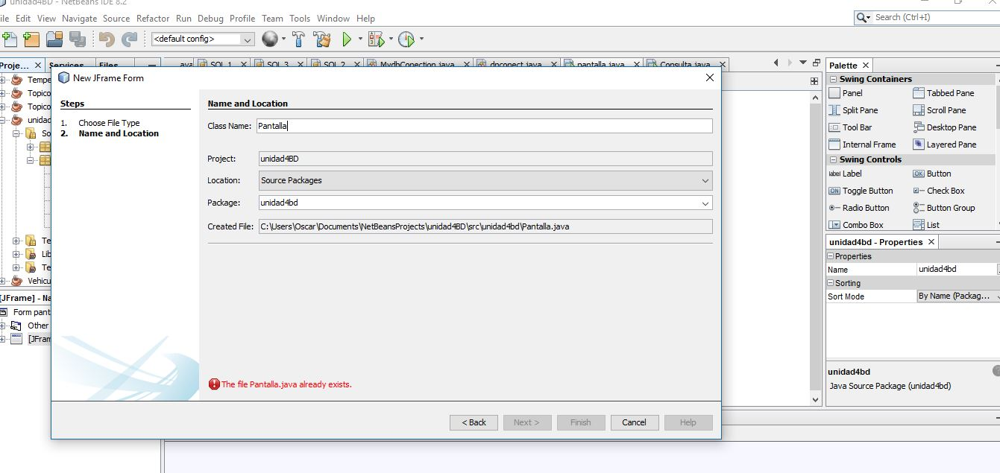 unidad4BD - NetBeans IDE 8.2
Edit View Navigate Source Refactor Run Debug Profile Team Tools Window Help
Search (Ctrl+I)
<default config>
Proje... Services Files
SQL 1 SQL 3 SQL 2 MydbConection.java dnconect.java pantalla.java Consulta.java
Tempe
Topico
Topico
unidad
So
Te
Lib
Te
Vehicu
[JFrame] - Na
Form pant
Other
[JFram
New JFrame Form
Steps
1. Choose File Type
2. Name and Location
Name and Location
Class Name: Pantalla
Project: unidad4BD
Location: Source Packages
Package: unidad4bd
Created File: C:\Users\Oscar\Documents\NetBeansProjects\unidad4BD\src\unidad4bd\Pantalla.java
The file Pantalla.java already exists.
< Back Next > Finish Cancel Help
Palette
Swing Containers
Panel Tabbed Pane
Split Pane Scroll Pane
Tool Bar Desktop Pane
Internal Frame Layered Pane
Swing Controls
label Label OK Button
ON Toggle Button Check Box
Radio Button Button Group
Combo Box List
unidad4bd - Properties
Properties
Name unidad4bd
Sorting
Sort Mode By Name (Packag...
unidad4bd
Java Source Package (unidad4bd)